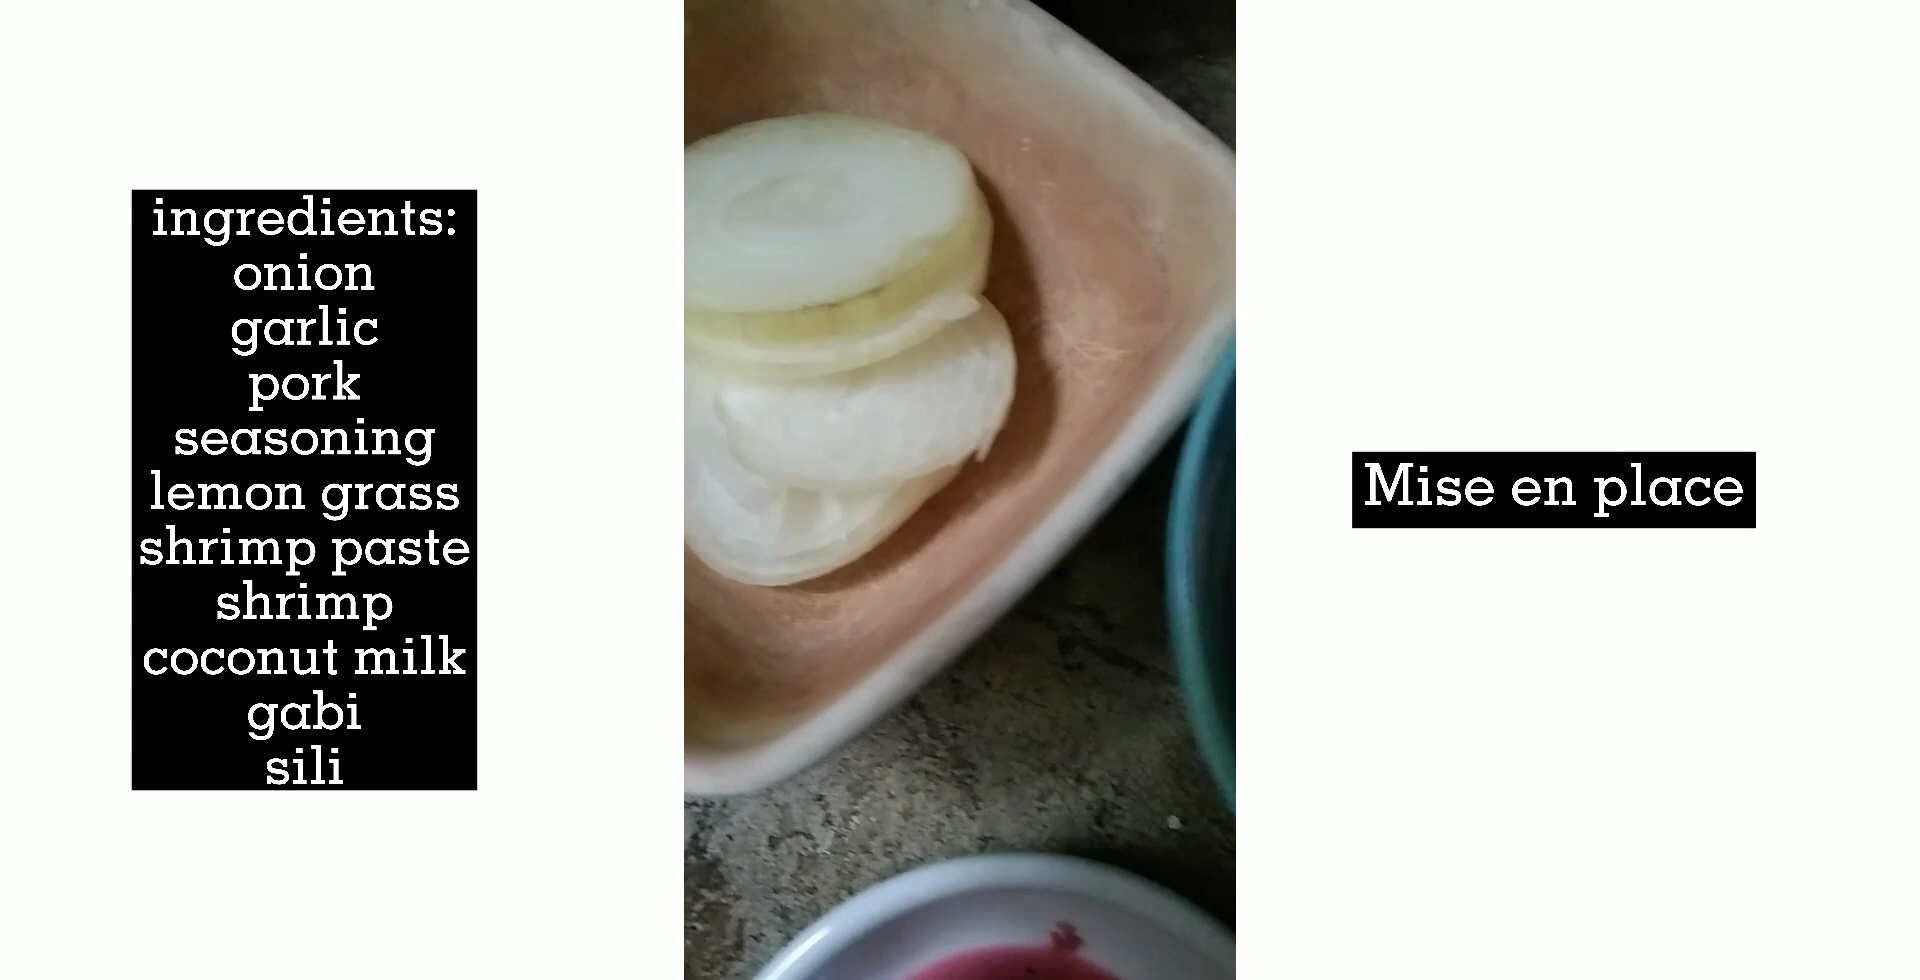 ingredients:
onion
garlic
pork
seasoning
lemon grass
shrimp paste
shrimp
coconut milk
gabi
sili
Mise en place